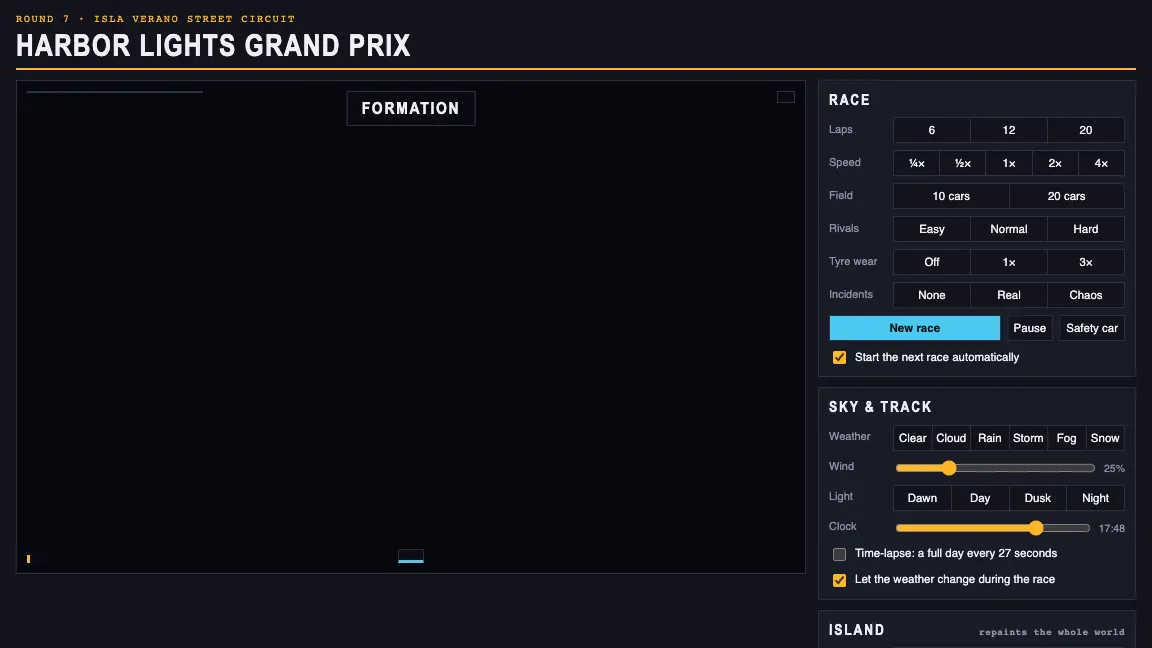 ROUND 7 · ISLA VERANO STREET CIRCUIT
HARBOR LIGHTS GRAND PRIX
FORMATION
RACE
Laps 6 12 20
Speed ¼× ½× 1× 2× 4×
Field 10 cars 20 cars
Rivals Easy Normal Hard
Tyre wear Off 1× 3×
Incidents None Real Chaos
New race Pause Safety car
Start the next race automatically
SKY & TRACK
Weather Clear Cloud Rain Storm Fog Snow
Wind 25%
Light Dawn Day Dusk Night
Clock 17:48
Time-lapse: a full day every 27 seconds
Let the weather change during the race
ISLAND repaints the whole world